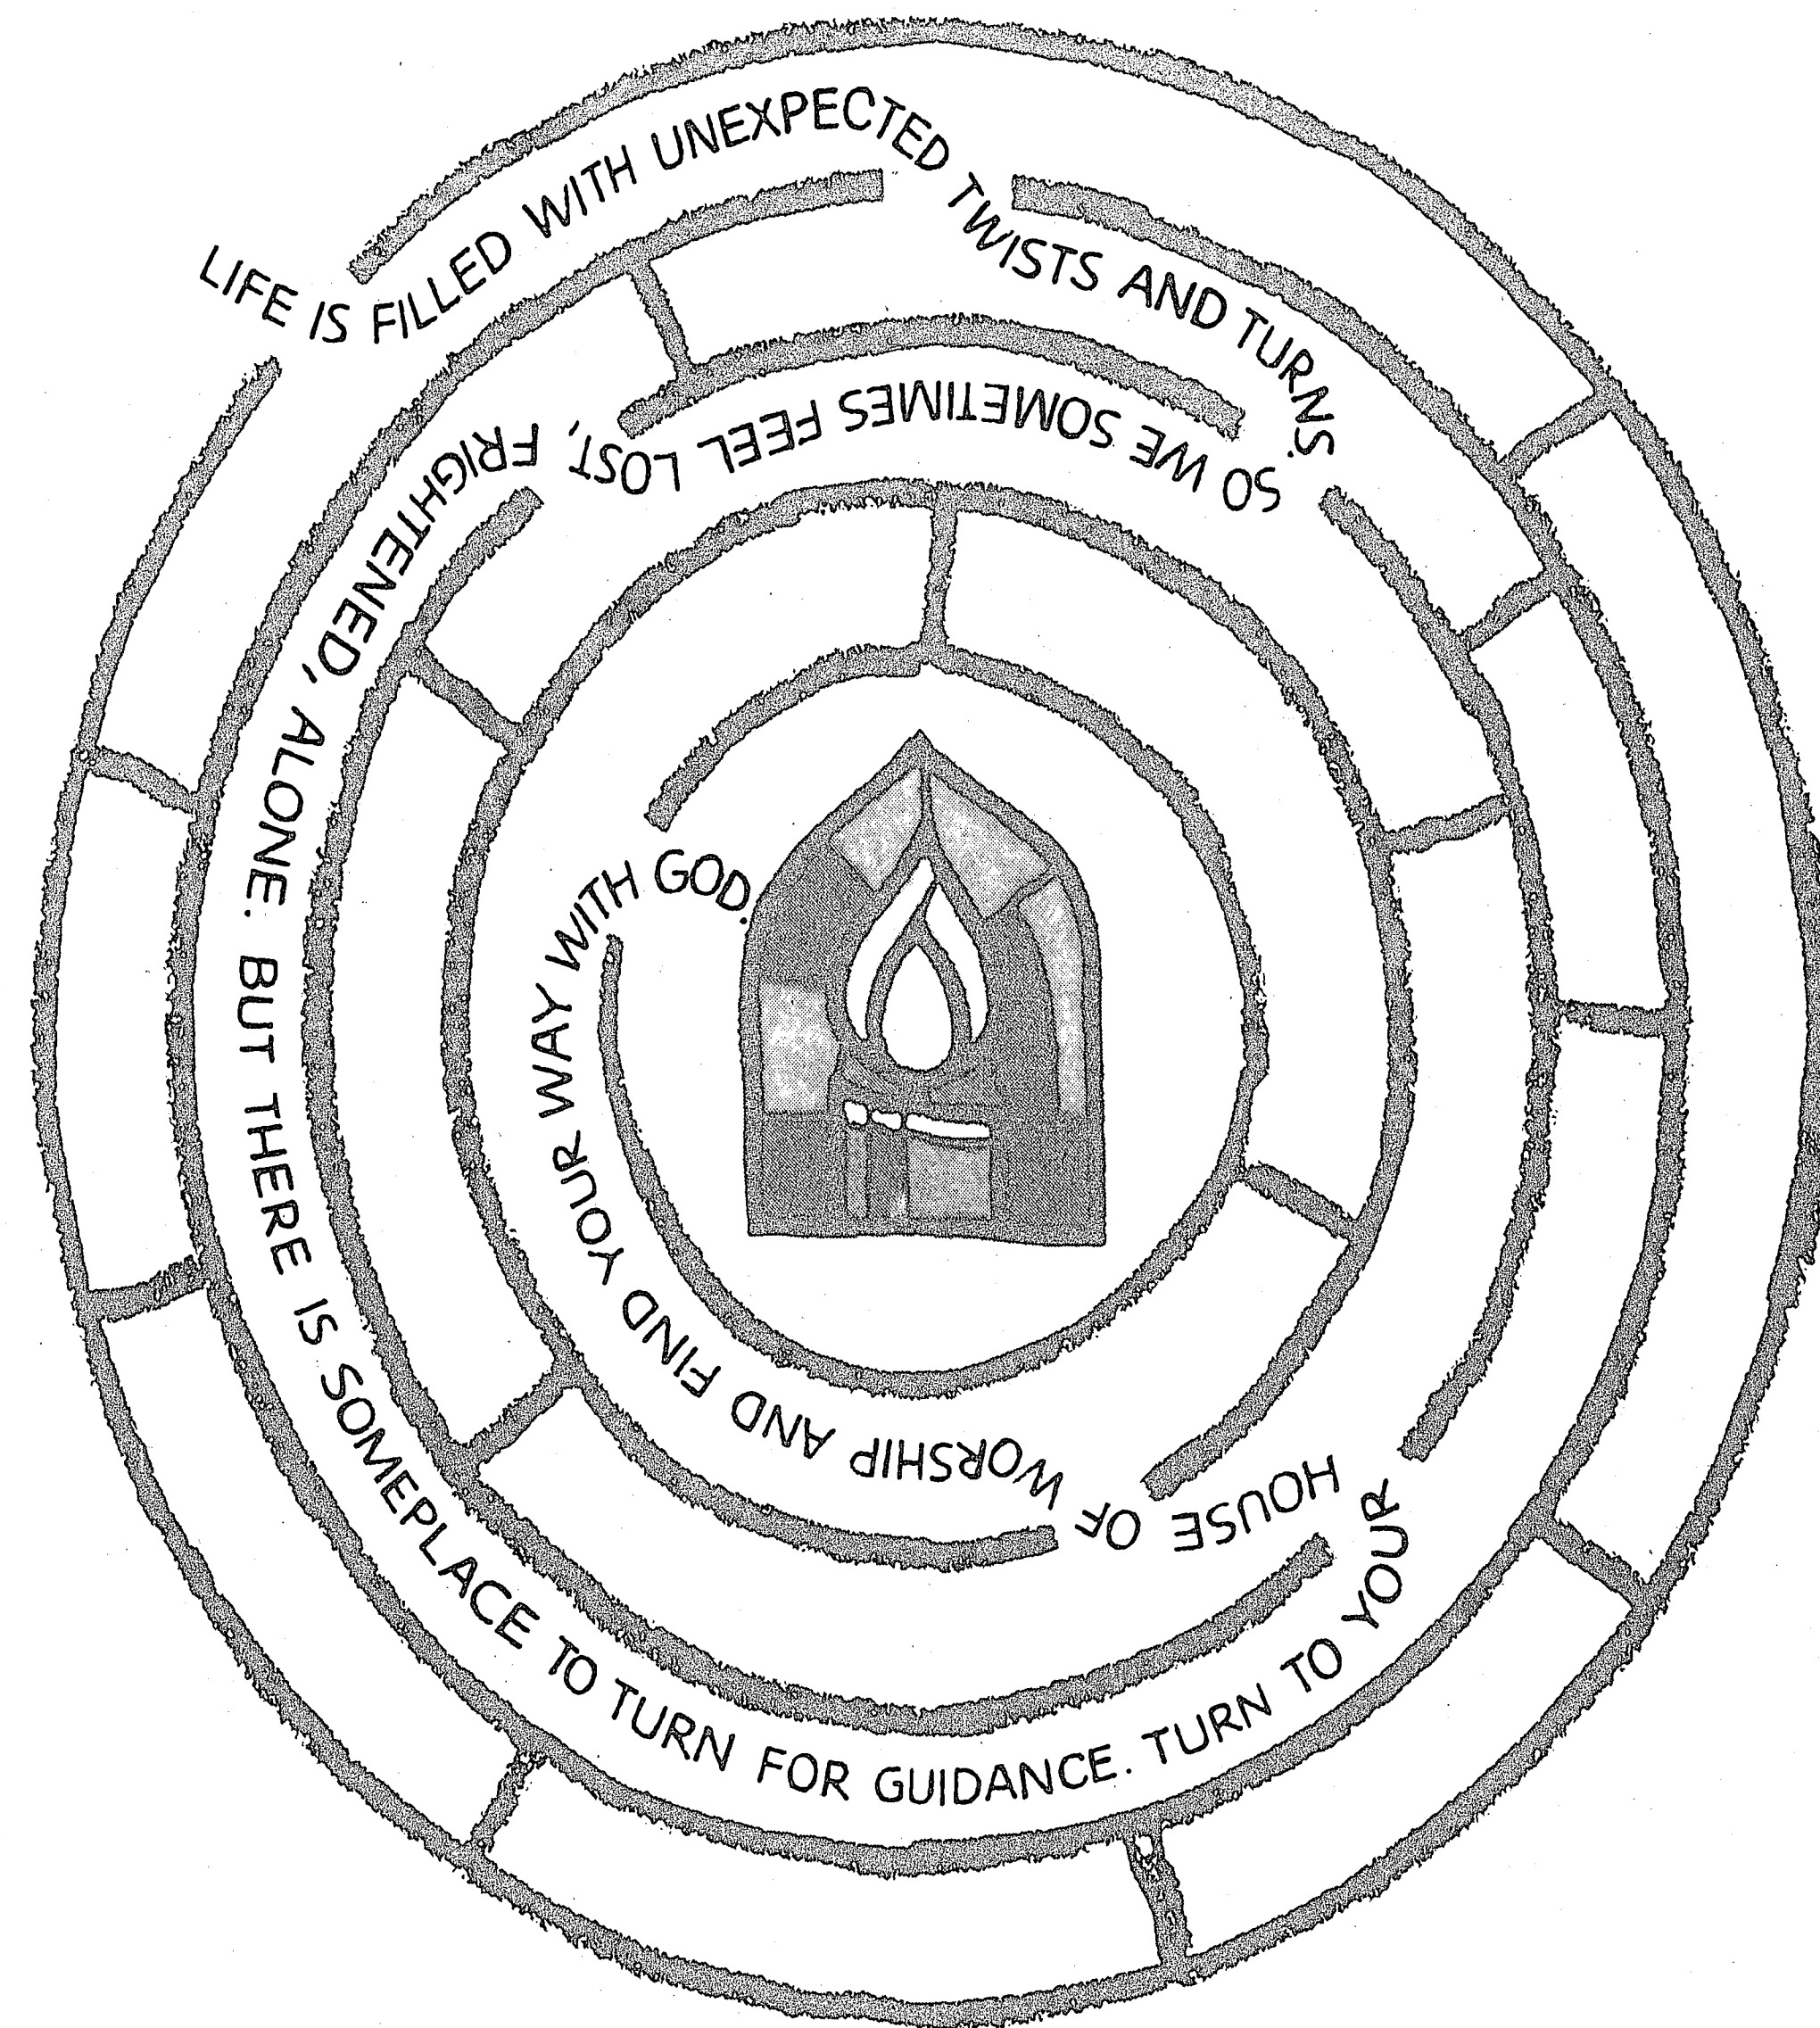 LIFE IS FILLED WITH UNEXPECTED TWISTS AND TURNS.
SO WE SOMETIMES FEEL LOST, FRIGHTENED, ALONE. BUT THERE IS SOMEPLACE TO TURN FOR GUIDANCE. TURN TO YOUR
HOUSE OF WORSHIP AND FIND YOUR WAY WITH GOD.